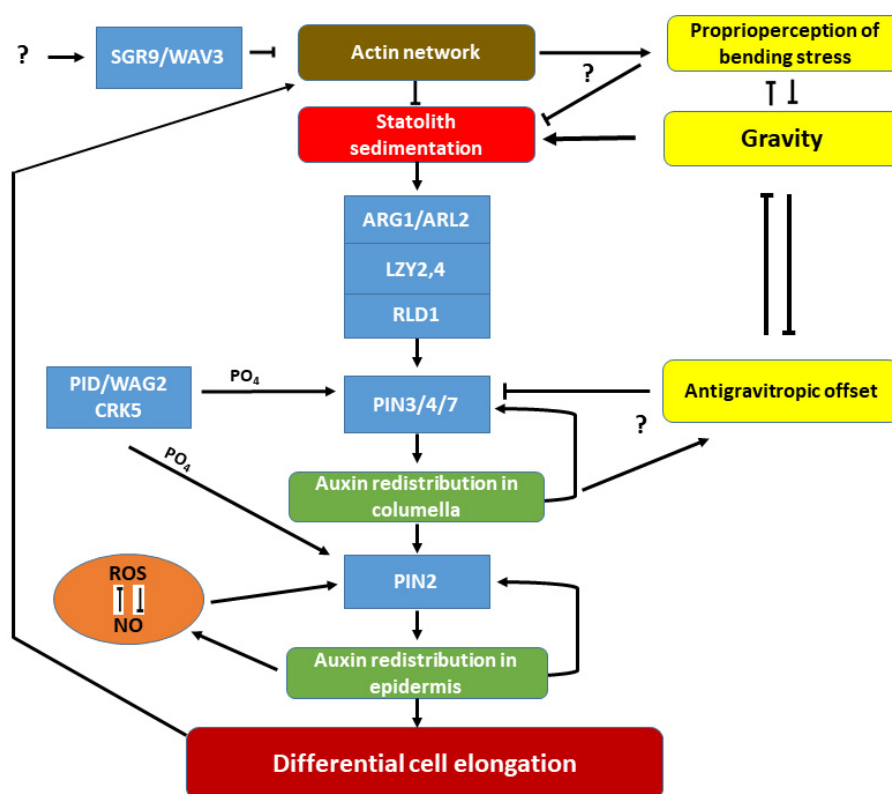 ?
SGR9/WAV3
Actin network
Proprioperception of
bending stress
?
Statolith
sedimentation
Gravity
ARG1/ARL2
LZY2,4
RLD1
PID/WAG2
CRK5
PO4
PIN3/4/7
Antigravitropic offset
?
PO4
Auxin redistribution in
columella
ROS
NO
PIN2
Auxin redistribution in
epidermis
Differential cell elongation